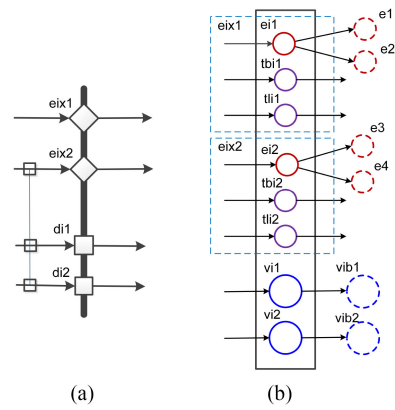 eix1
eix2
di1
di2
(a)
eix1
ei1
e1
e2
tbi1
tli1
eix2
ei2
e3
e4
tbi2
tli2
vi1
vib1
vi2
vib2
(b)